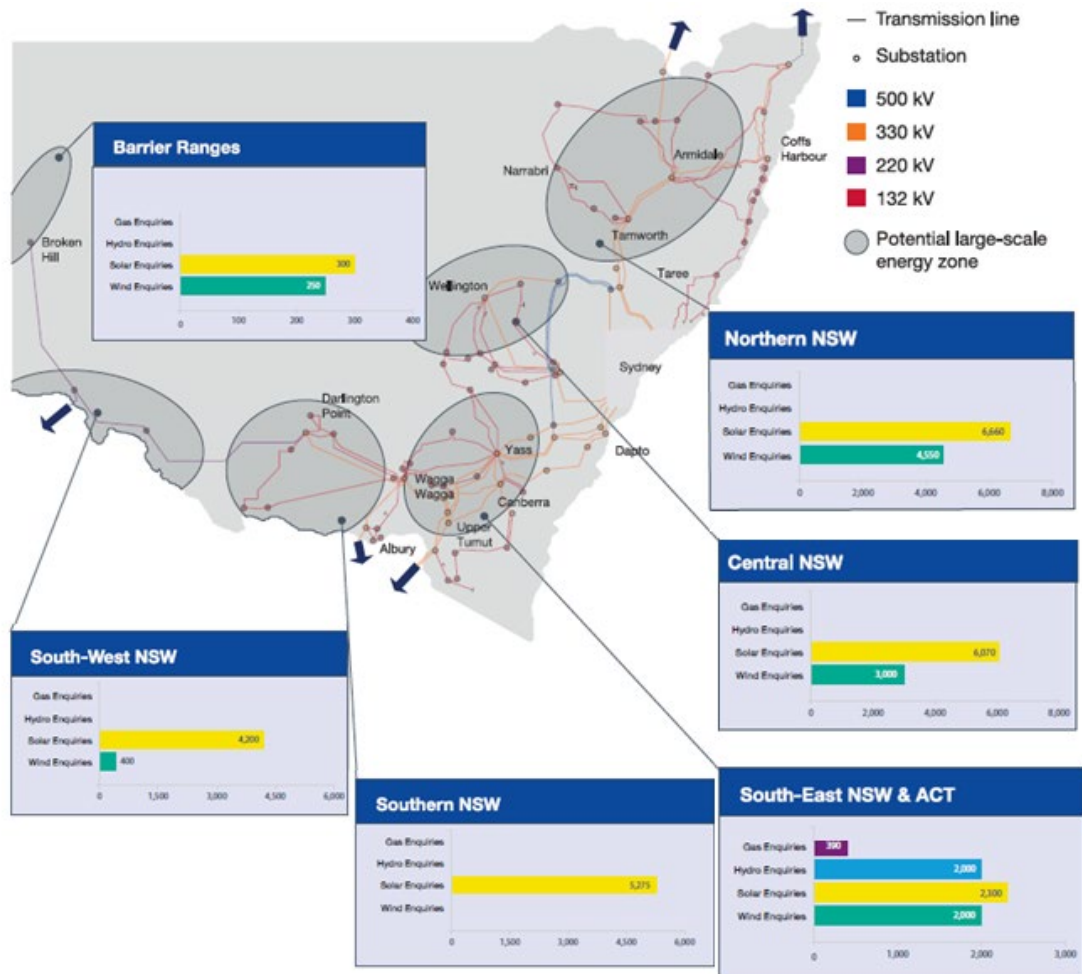 Transmission line
Substation
500 kV
330 kV
220 kV
132 kV
Potential large-scale
energy zone
Coffs
Harbour
Armidale
Narrabri
Tamworth
Taree
Broken
Hill
Wellington
Sydney
Darlington
Point
Yass
Dapto
Wagga
Wagga
Canberra
Upper
Tumut
Albury
Barrier Ranges
Gas Enquiries
Hydro Enquiries
Solar Enquiries 300
Wind Enquiries 250
0 100 200 300 400
Northern NSW
Gas Enquiries
Hydro Enquiries
Solar Enquiries 6,660
Wind Enquiries 4,550
0 2,000 4,000 6,000 8,000
Central NSW
Gas Enquiries
Hydro Enquiries
Solar Enquiries 6,070
Wind Enquiries 3,000
0 2,000 4,000 6,000 8,000
South-West NSW
Gas Enquiries
Hydro Enquiries
Solar Enquiries 4,200
Wind Enquiries 400
0 1,500 3,000 4,500 6,000
Southern NSW
Gas Enquiries
Hydro Enquiries
Solar Enquiries 5,275
Wind Enquiries
0 1,500 3,000 4,500 6,000
South-East NSW & ACT
Gas Enquiries 390
Hydro Enquiries 2,000
Solar Enquiries 2,300
Wind Enquiries 2,000
0 1,000 2,000 3,000